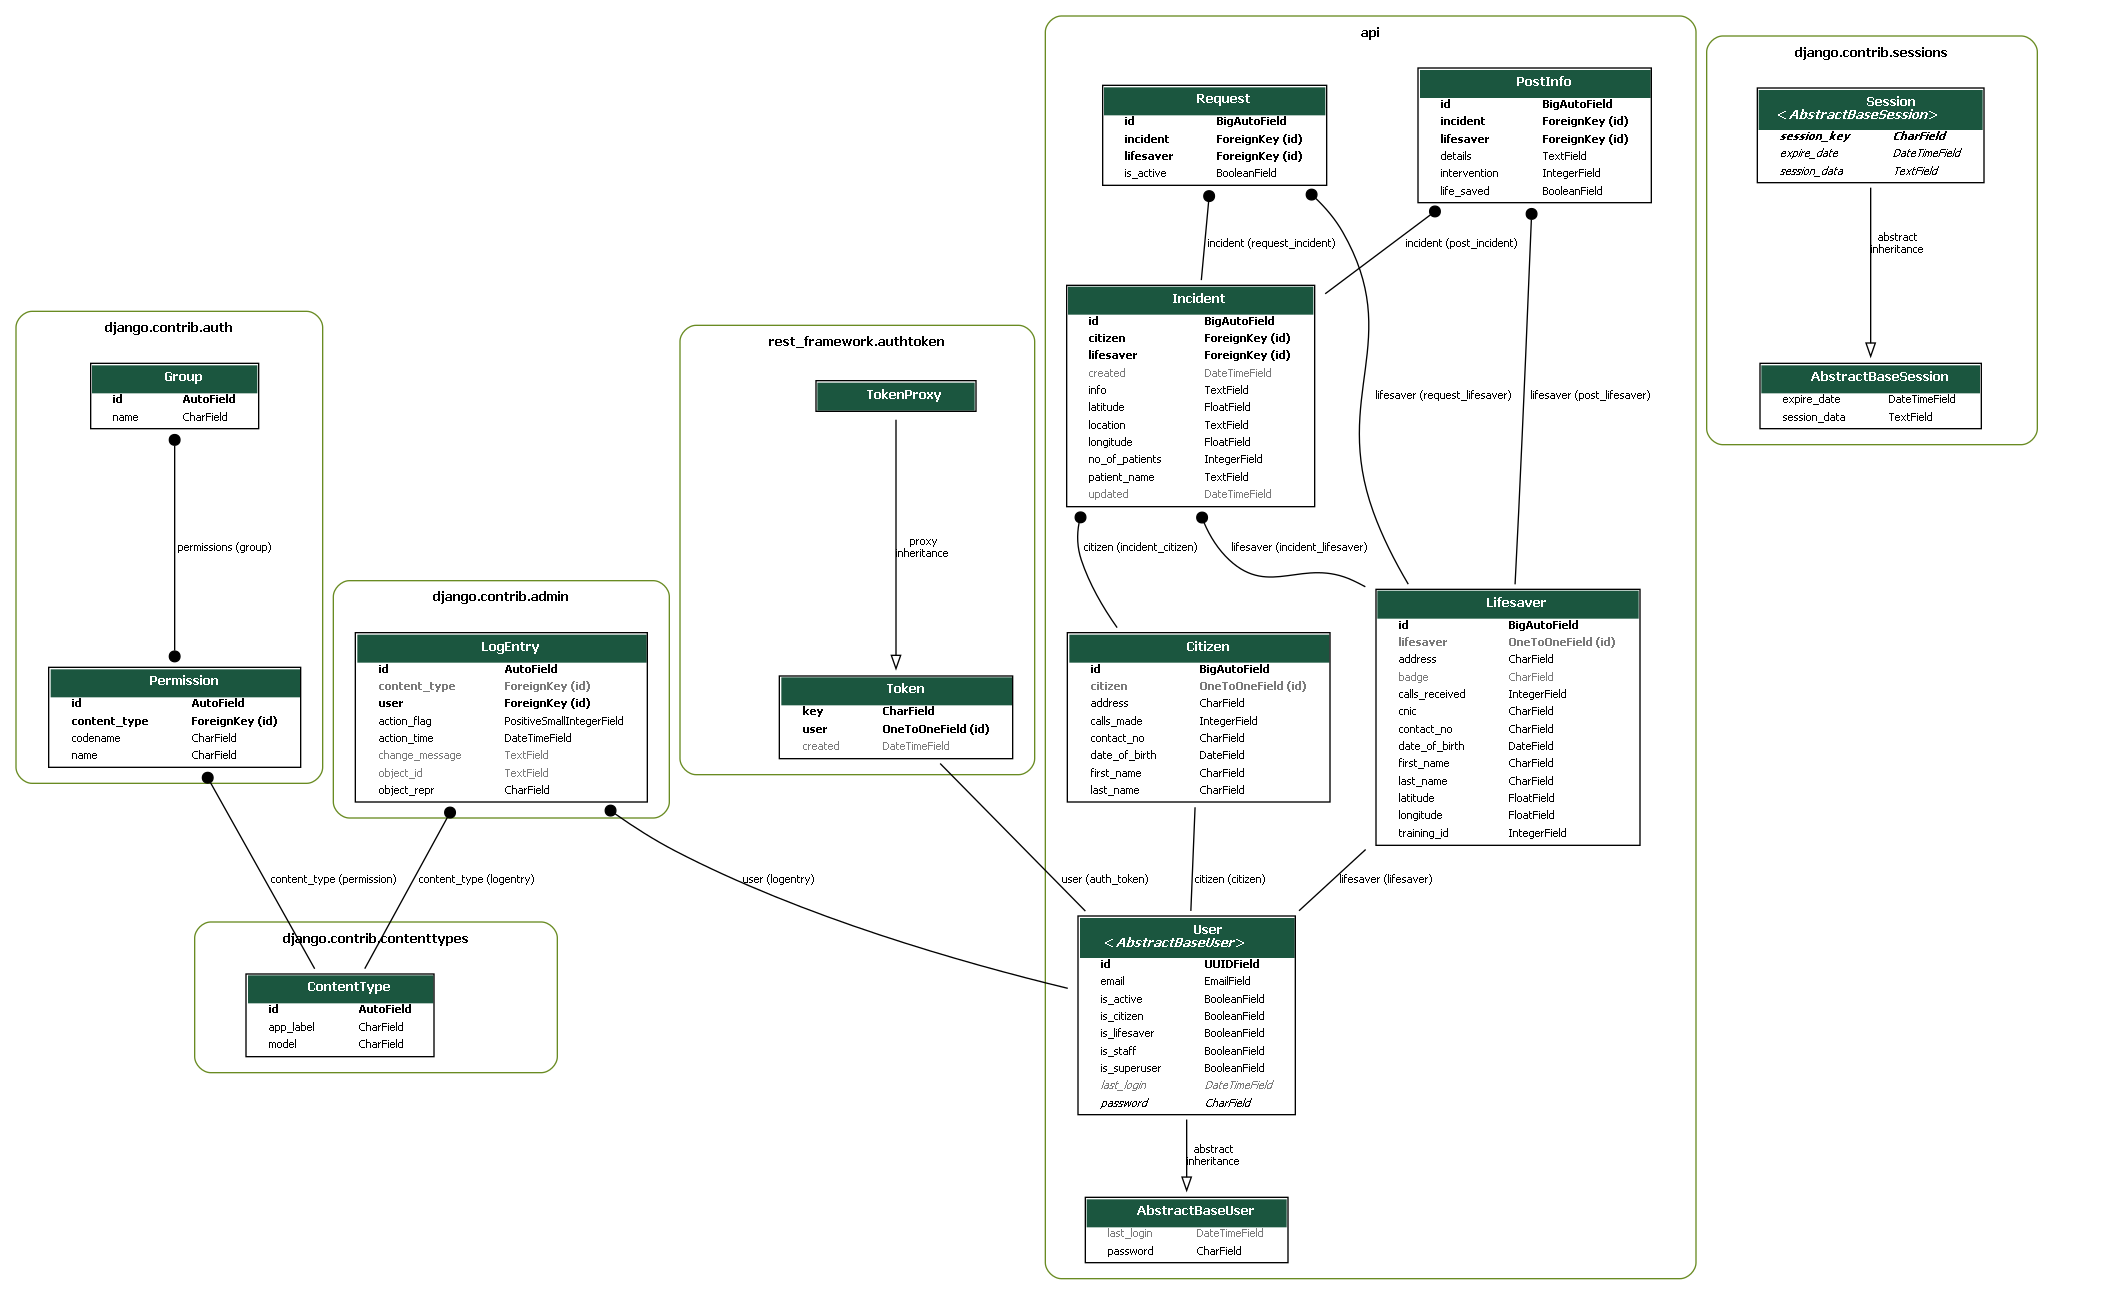 api
Request
id BigAutoField
incident ForeignKey (id)
lifesaver ForeignKey (id)
is_active BooleanField
PostInfo
id BigAutoField
incident ForeignKey (id)
lifesaver ForeignKey (id)
details TextField
intervention IntegerField
life_saved BooleanField
incident (request_incident)
incident (post_incident)
Incident
id BigAutoField
citizen ForeignKey (id)
lifesaver ForeignKey (id)
created DateTimeField
info TextField
latitude FloatField
location TextField
longitude FloatField
no_of_patients IntegerField
patient_name TextField
updated DateTimeField
lifesaver (request_lifesaver)
lifesaver (post_lifesaver)
citizen (incident_citizen)
lifesaver (incident_lifesaver)
Citizen
id BigAutoField
citizen OneToOneField (id)
address CharField
calls_made IntegerField
contact_no CharField
date_of_birth DateField
first_name CharField
last_name CharField
Lifesaver
id BigAutoField
lifesaver OneToOneField (id)
address CharField
badge CharField
calls_received IntegerField
cnic CharField
contact_no CharField
date_of_birth DateField
first_name CharField
last_name CharField
latitude FloatField
longitude FloatField
training_id IntegerField
user (logentry)
user (auth_token)
citizen (citizen)
lifesaver (lifesaver)
User
<AbstractBaseUser>
id UUIDField
email EmailField
is_active BooleanField
is_citizen BooleanField
is_lifesaver BooleanField
is_staff BooleanField
is_superuser BooleanField
last_login DateTimeField
password CharField
abstract
inheritance
AbstractBaseUser
last_login DateTimeField
password CharField
django.contrib.sessions
Session
<AbstractBaseSession>
session_key CharField
expire_date DateTimeField
session_data TextField
abstract
inheritance
AbstractBaseSession
expire_date DateTimeField
session_data TextField
django.contrib.auth
Group
id AutoField
name CharField
permissions (group)
Permission
id AutoField
content_type ForeignKey (id)
codename CharField
name CharField
django.contrib.admin
LogEntry
id AutoField
content_type ForeignKey (id)
user ForeignKey (id)
action_flag PositiveSmallIntegerField
action_time DateTimeField
change_message TextField
object_id TextField
object_repr CharField
rest_framework.authtoken
TokenProxy
proxy
inheritance
Token
key CharField
user OneToOneField (id)
created DateTimeField
content_type (permission)
content_type (logentry)
django.contrib.contenttypes
ContentType
id AutoField
app_label CharField
model CharField